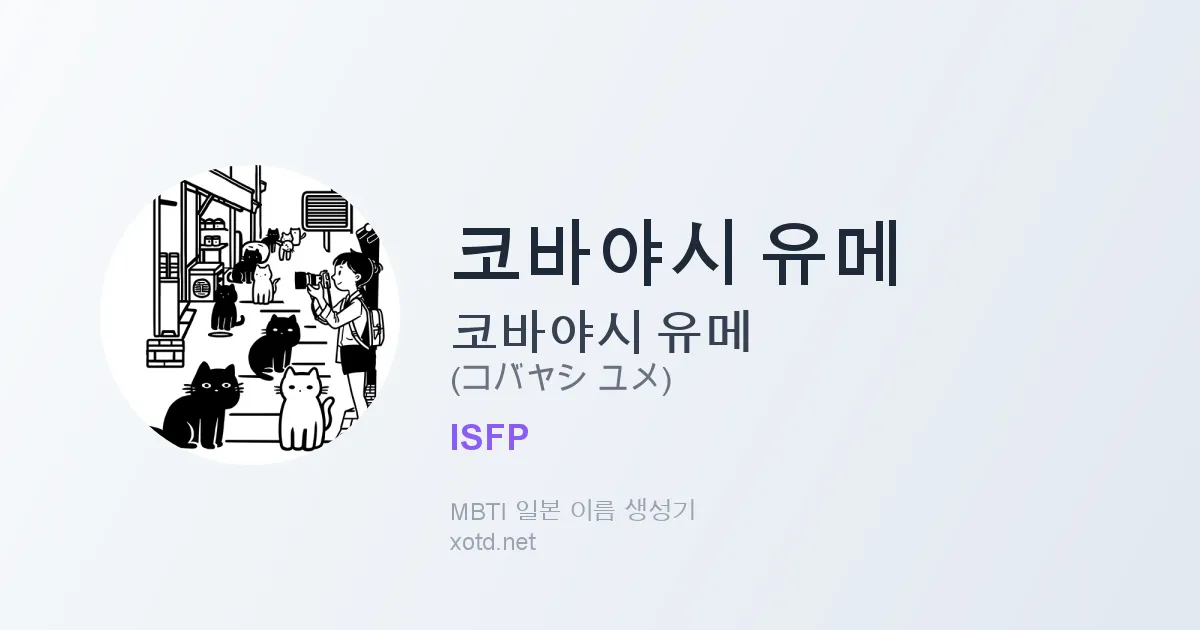 코바야시 유메
코바야시 유메
(コバヤシ ユメ)
ISFP
MBTI 일본 이름 생성기
xotd.net